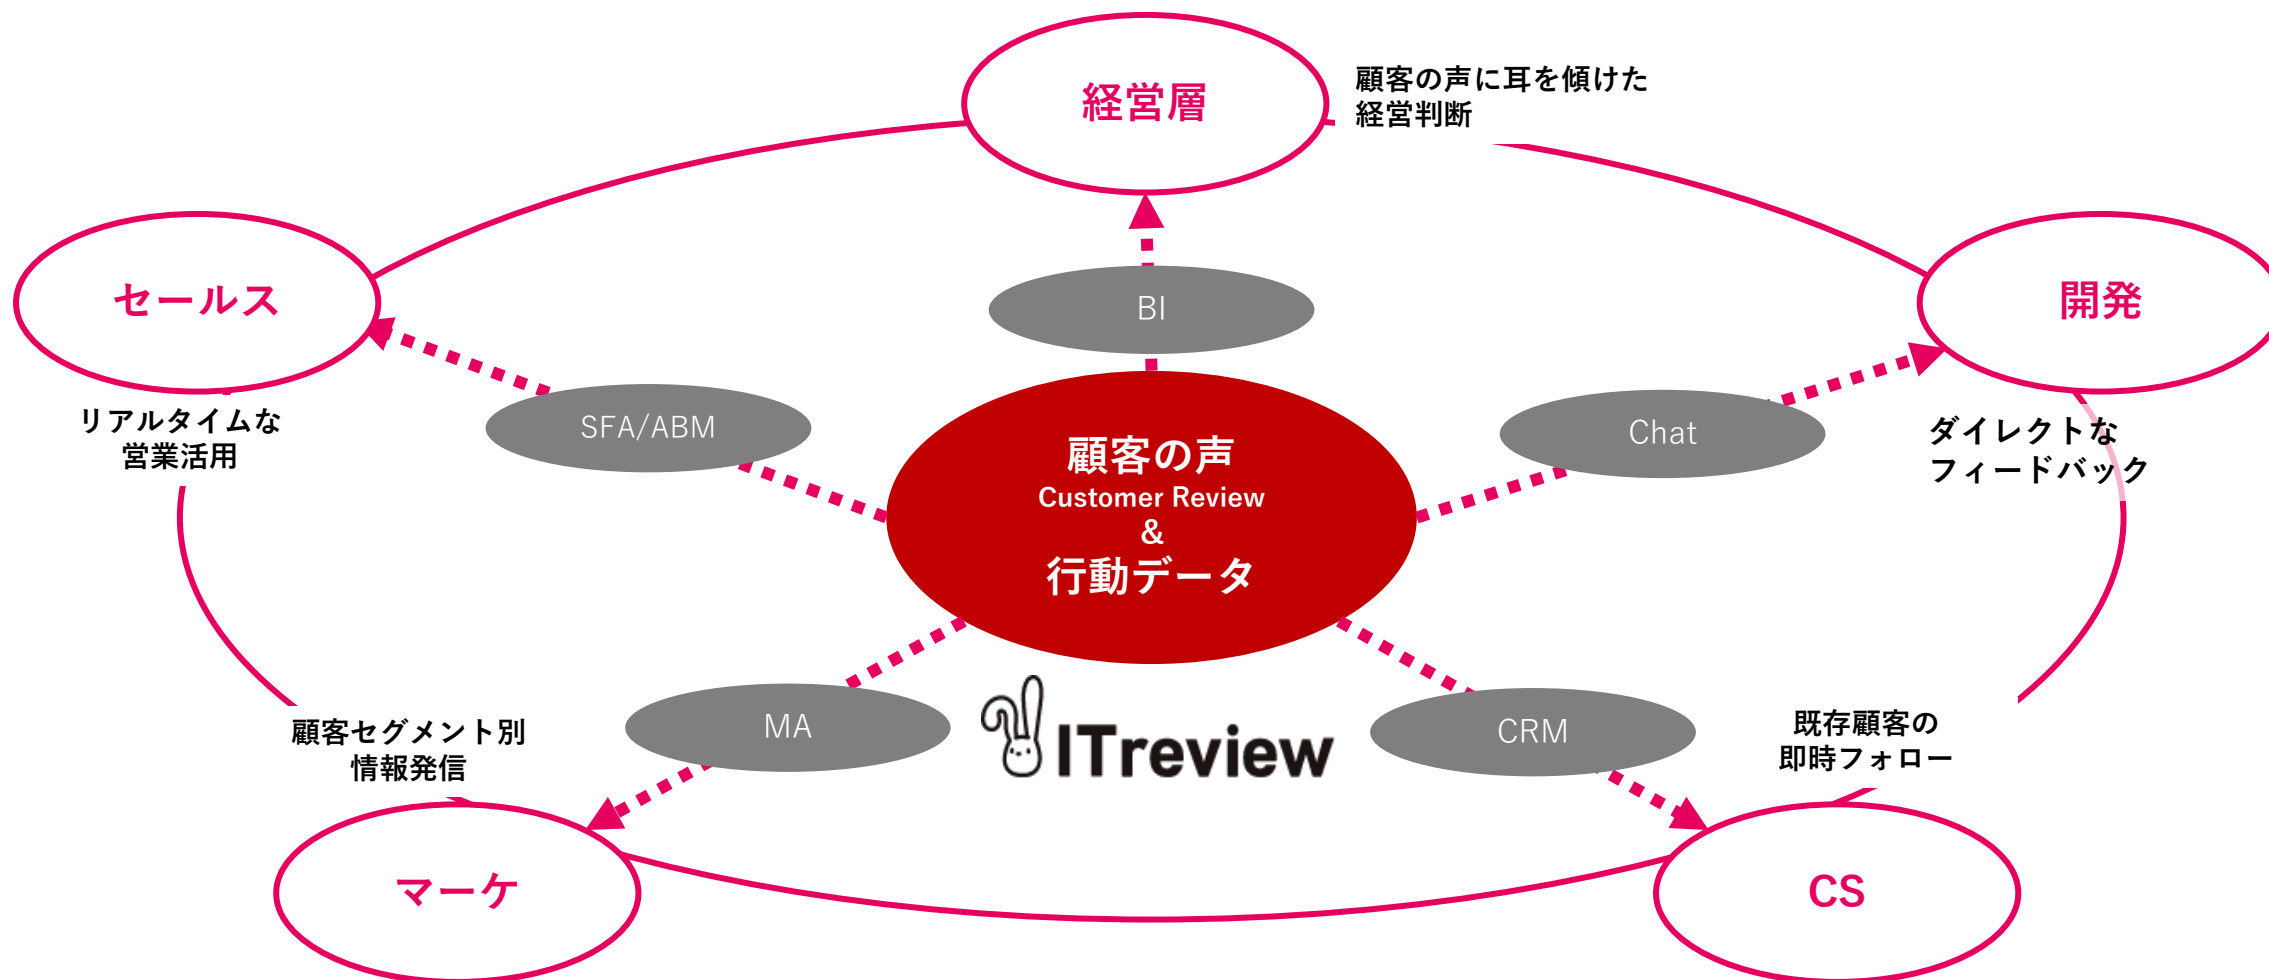 経営層
顧客の声に耳を傾けた
経営判断
セールス
開発
BI
リアルタイムな
営業活用
SFA/ABM
Chat
ダイレクトな
フィードバック
顧客の声
Customer Review
&
行動データ
MA
ITreview
CRM
顧客セグメント別
情報発信
既存顧客の
即時フォロー
マーケ
CS